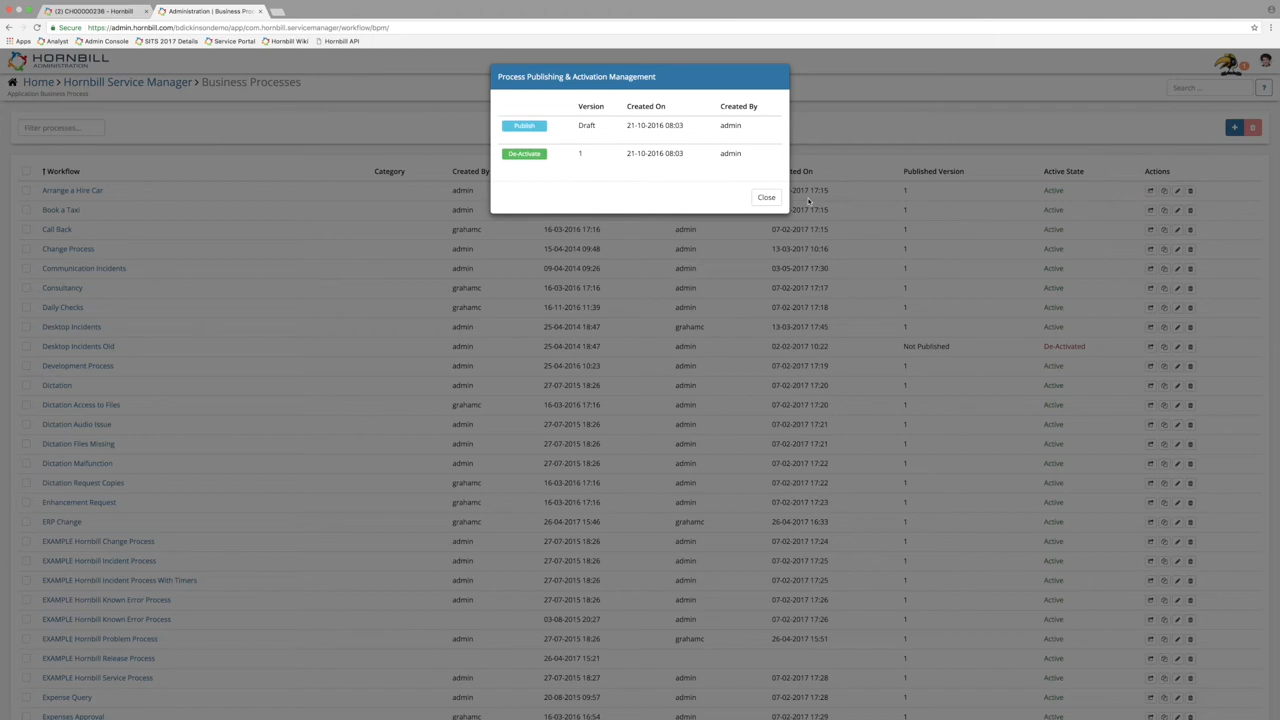 (2) CH00000236 - Hornbill
Administration | Business Proc
Secure https://admin.hornbill.com/bdickinsondemo/app/com.hornbill.servicemanager/workflow/bpm/
Apps Analyst Admin Console SITS 2017 Details Service Portal Hornbill Wiki Hornbill API
HORNBILL
ADMINISTRATION
Home > Hornbill Service Manager > Business Processes
Application Business Process
Search ...
?
Process Publishing & Activation Management
Version Created On Created By
Publish Draft 21-10-2016 08:03 admin
De-Activate 1 21-10-2016 08:03 admin
Close
Filter processes...
Workflow Category Created By ed On Published Version Active State Actions
Arrange a Hire Car admin -2017 17:15 1 Active
Book a Taxi admin -2017 17:15 1 Active
Call Back grahamc 16-03-2016 17:16 admin 07-02-2017 17:15 1 Active
Change Process admin 15-04-2014 09:48 admin 13-03-2017 10:16 1 Active
Communication Incidents admin 09-04-2014 09:26 admin 03-05-2017 17:30 1 Active
Consultancy grahamc 16-03-2016 17:16 admin 07-02-2017 17:17 1 Active
Daily Checks grahamc 16-11-2016 11:39 admin 07-02-2017 17:18 1 Active
Desktop Incidents admin 25-04-2014 18:47 grahamc 13-03-2017 17:45 1 Active
Desktop Incidents Old admin 25-04-2014 18:47 admin 02-02-2017 10:22 Not Published De-Activated
Development Process admin 25-04-2016 10:23 admin 07-02-2017 17:19 1 Active
Dictation admin 27-07-2015 18:26 admin 07-02-2017 17:20 1 Active
Dictation Access to Files grahamc 16-03-2016 17:16 admin 07-02-2017 17:20 1 Active
Dictation Audio Issue admin 27-07-2015 18:26 admin 07-02-2017 17:21 1 Active
Dictation Files Missing admin 27-07-2015 18:26 admin 07-02-2017 17:21 1 Active
Dictation Malfunction admin 27-07-2015 18:26 admin 07-02-2017 17:22 1 Active
Dictation Request Copies grahamc 16-03-2016 17:16 admin 07-02-2017 17:22 1 Active
Enhancement Request grahamc 16-03-2016 17:16 admin 07-02-2017 17:23 1 Active
ERP Change grahamc 26-04-2017 15:46 grahamc 26-04-2017 16:33 1 Active
EXAMPLE Hornbill Change Process admin 27-07-2015 18:26 admin 07-02-2017 17:24 1 Active
EXAMPLE Hornbill Incident Process admin 27-07-2015 18:26 admin 07-02-2017 17:25 1 Active
EXAMPLE Hornbill Incident Process With Timers admin 27-07-2015 18:26 admin 07-02-2017 17:25 1 Active
EXAMPLE Hornbill Known Error Process admin 27-07-2015 18:26 admin 07-02-2017 17:26 1 Active
EXAMPLE Hornbill Known Error Process 03-08-2015 20:27 admin 07-02-2017 17:26 1 Active
EXAMPLE Hornbill Problem Process admin 27-07-2015 18:26 grahamc 26-04-2017 15:51 1 Active
EXAMPLE Hornbill Release Process 26-04-2017 15:21 1 Active
EXAMPLE Hornbill Service Process admin 27-07-2015 18:27 admin 07-02-2017 17:28 1 Active
Expense Query admin 20-08-2015 09:57 admin 07-02-2017 17:28 1 Active
Expenses Approval grahamc 16-03-2016 16:54 admin 07-02-2017 17:29 1 Active